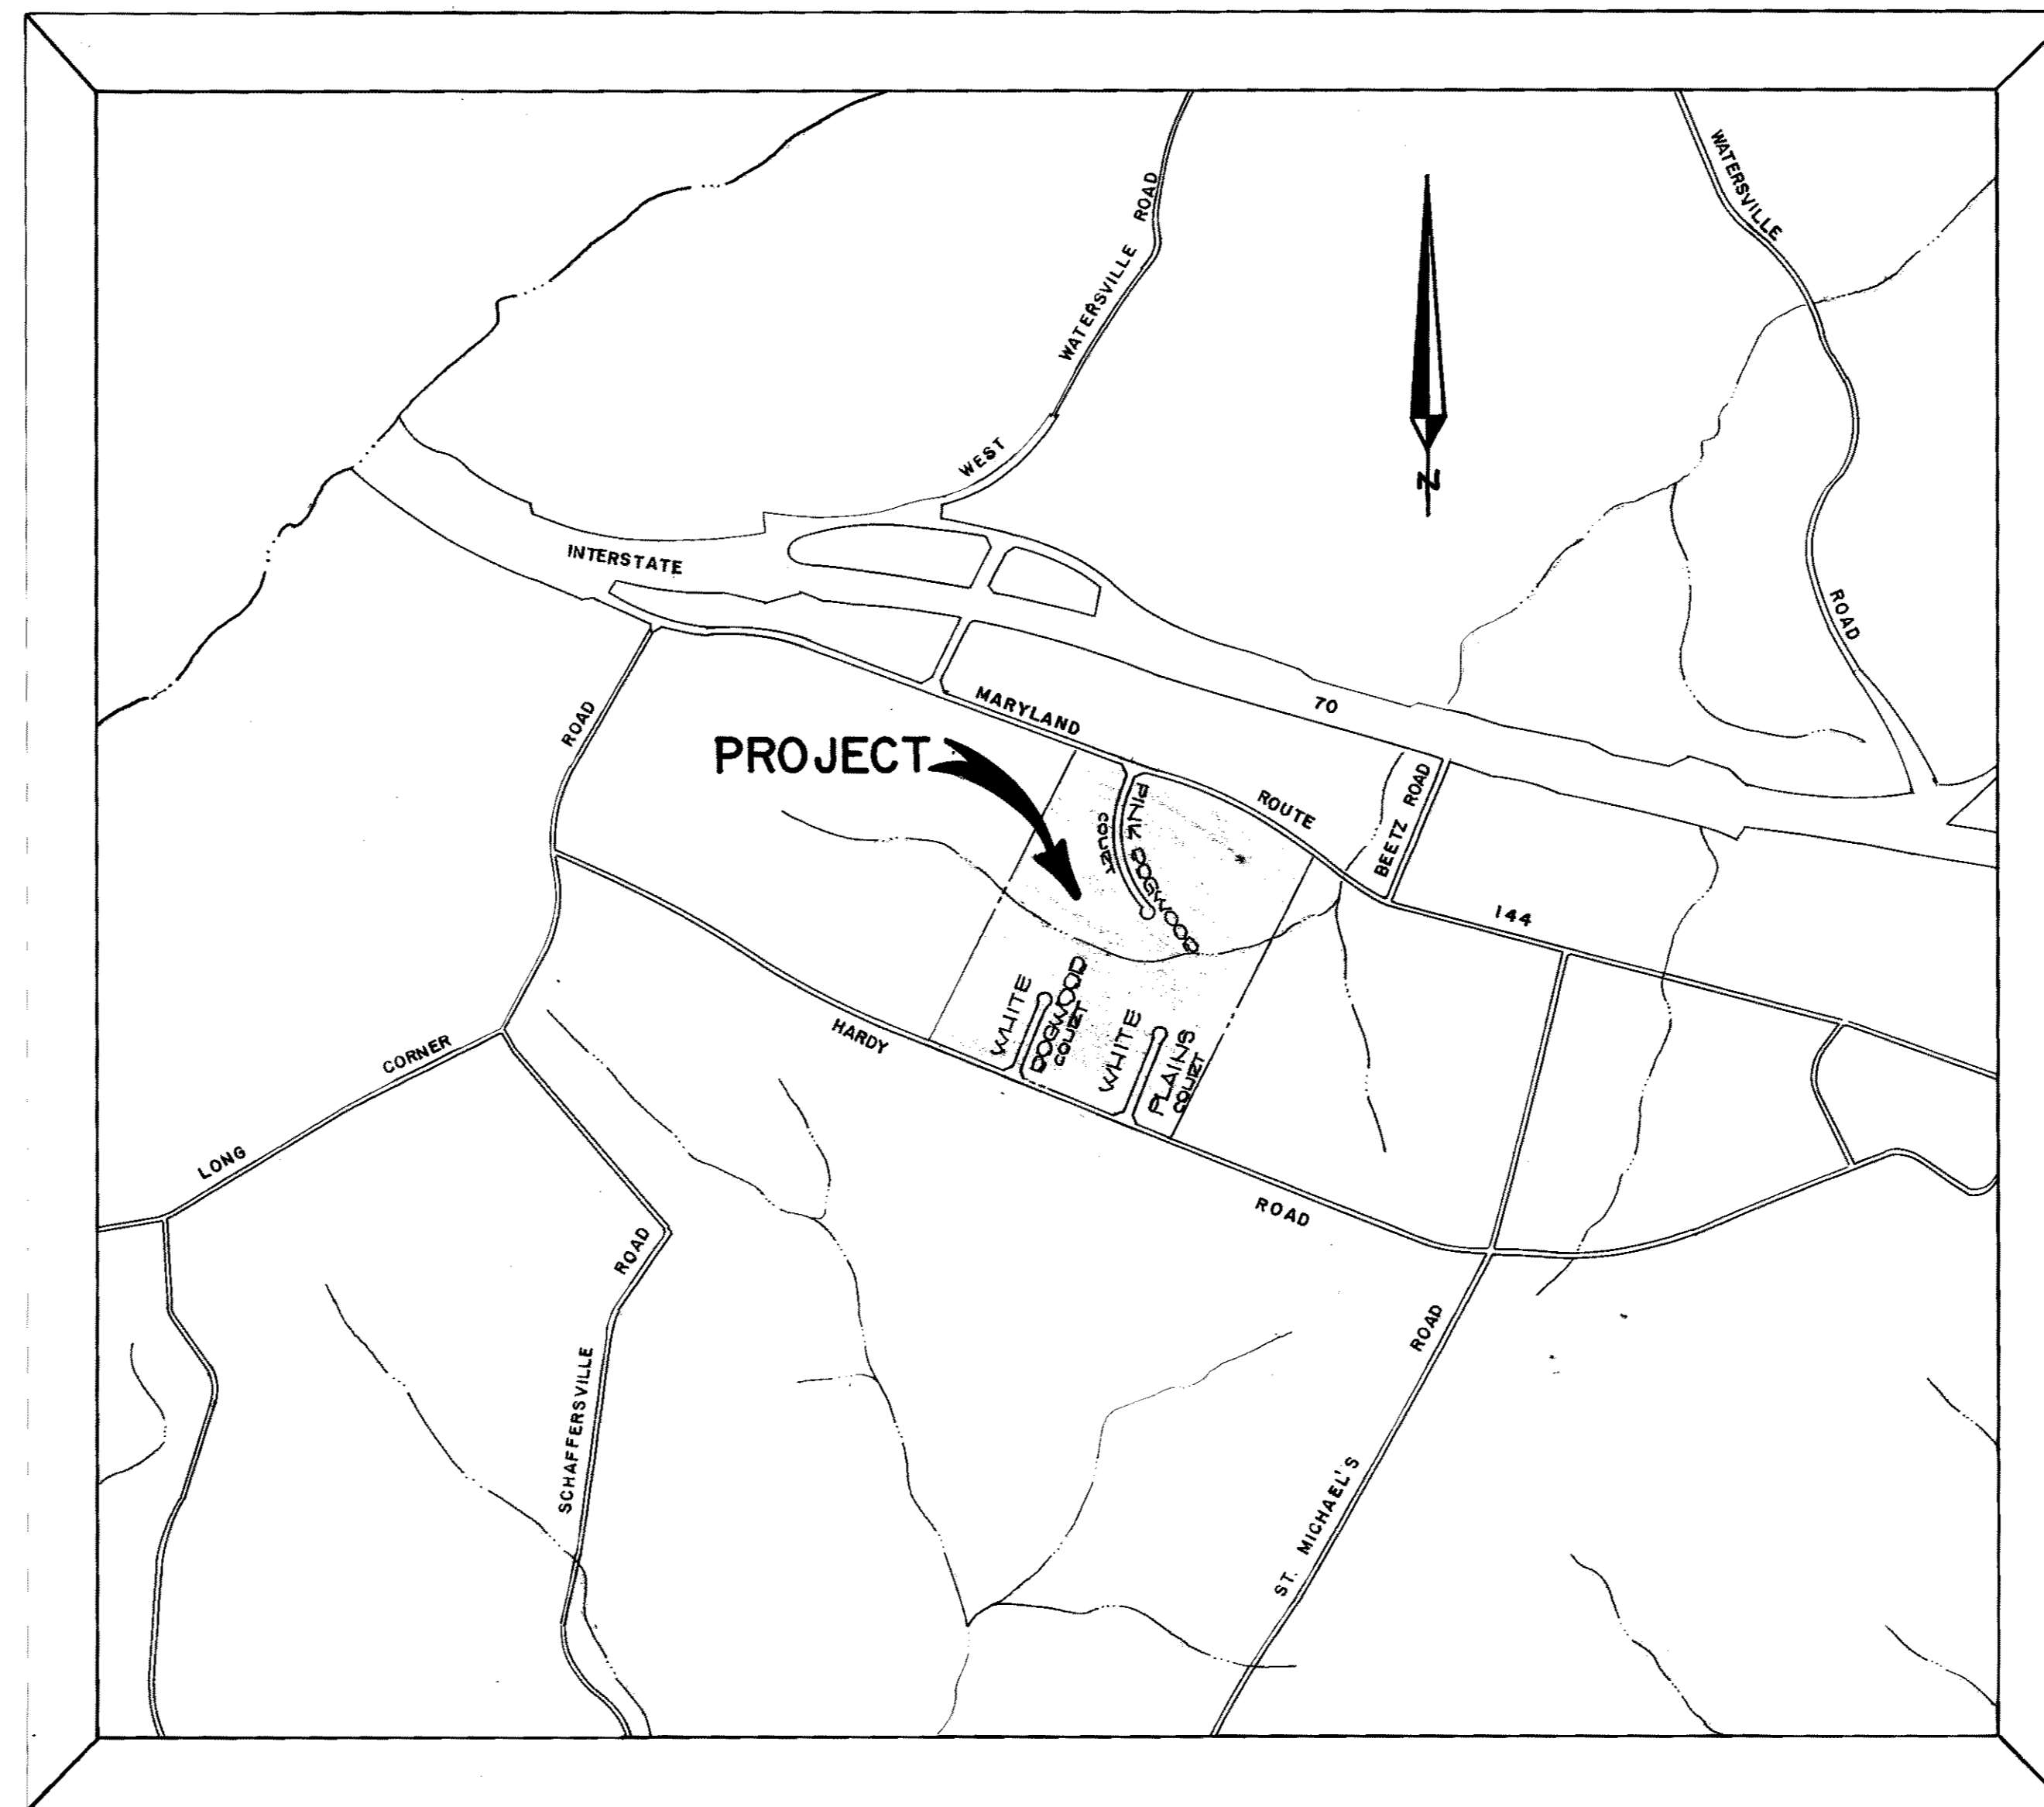 WATERSVILLE ROAD
WEST WATERSVILLE ROAD
N
INTERSTATE 70
MARYLAND ROUTE 144
PROJECT
PINK DOGWOOD
COURT
BEETZ ROAD
WHITE
DOGWOOD
COURT
WHITE
PLAINS
COURT
HARDY ROAD
LONG CORNER ROAD
SCHAFFERSVILLE ROAD
ST. MICHAEL'S ROAD